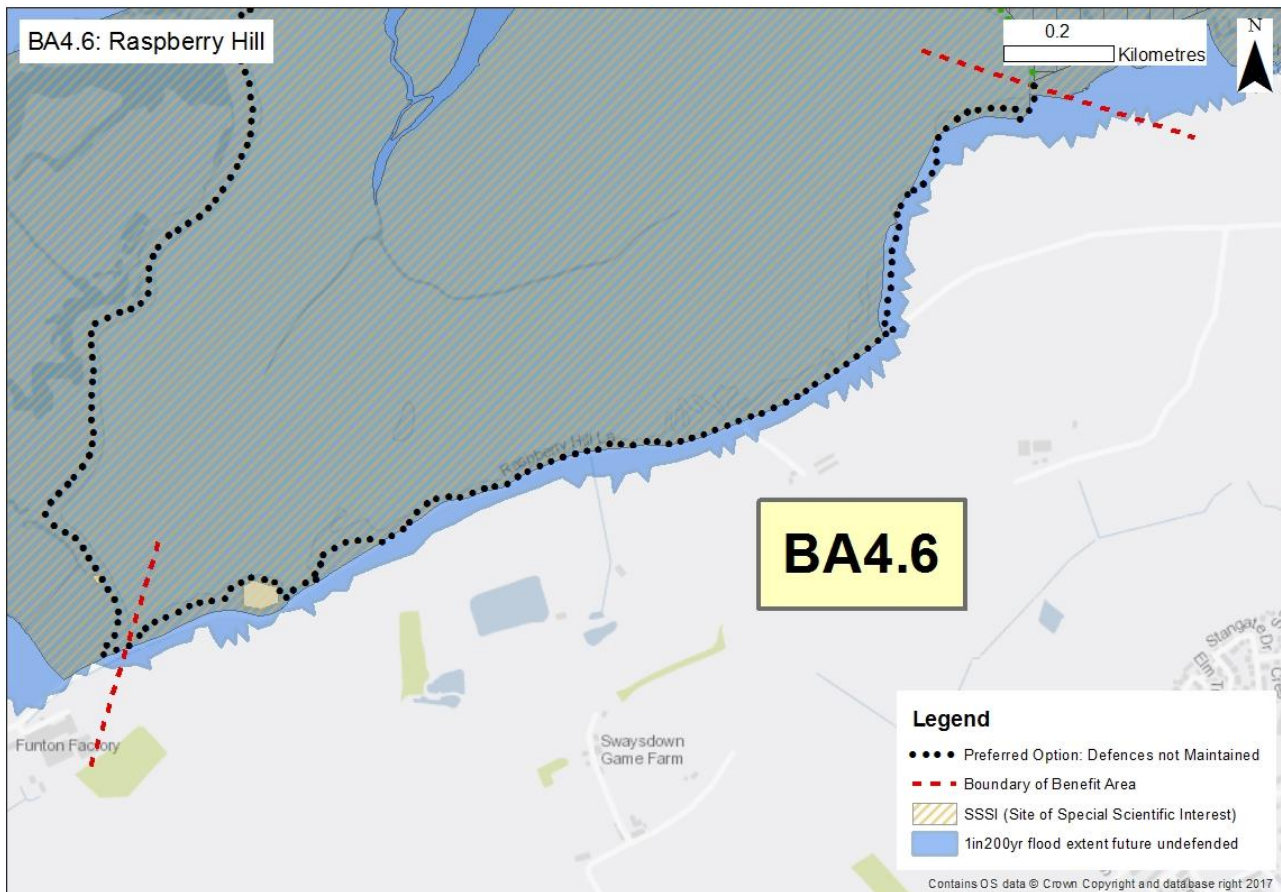 BA4.6: Raspberry Hill
0.2
Kilometres
N
Raspberry Hill La
BA4.6
Stangate Dr
Elm T
Cre
Funton Factory
Swaysdown
Game Farm
Legend
Preferred Option: Defences not Maintained
Boundary of Benefit Area
SSSI (Site of Special Scientific Interest)
1in200yr flood extent future undefended
Contains OS data © Crown Copyright and database right 2017